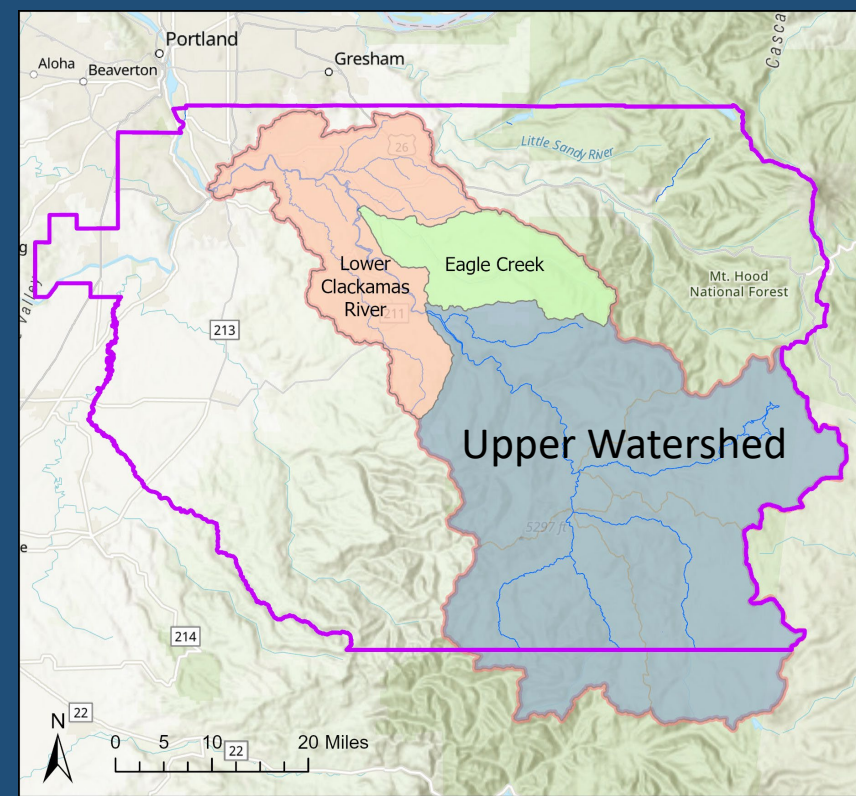 Portland
Casca
Gresham
Aloha
Beaverton
26
Little Sandy River
g
Valley
Lower
Clackamas
River
Eagle Creek
Mt. Hood
National Forest
211
213
Upper Watershed
5297 ft
e
214
N
22
0 5 10 20 Miles
22